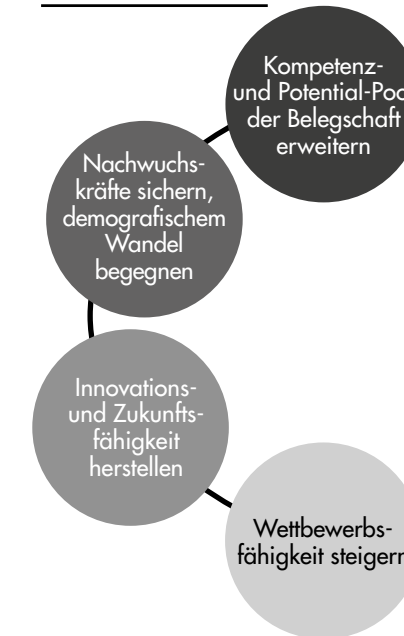 Kompetenz-
und Potential-Poo
der Belegschaft
erweitern
Nachwuchs-
kräfte sichern,
demografischem
Wandel
begegnen
Innovations-
und Zukunfts-
fähigkeit
herstellen
Wettbewerbs-
fähigkeit steigern